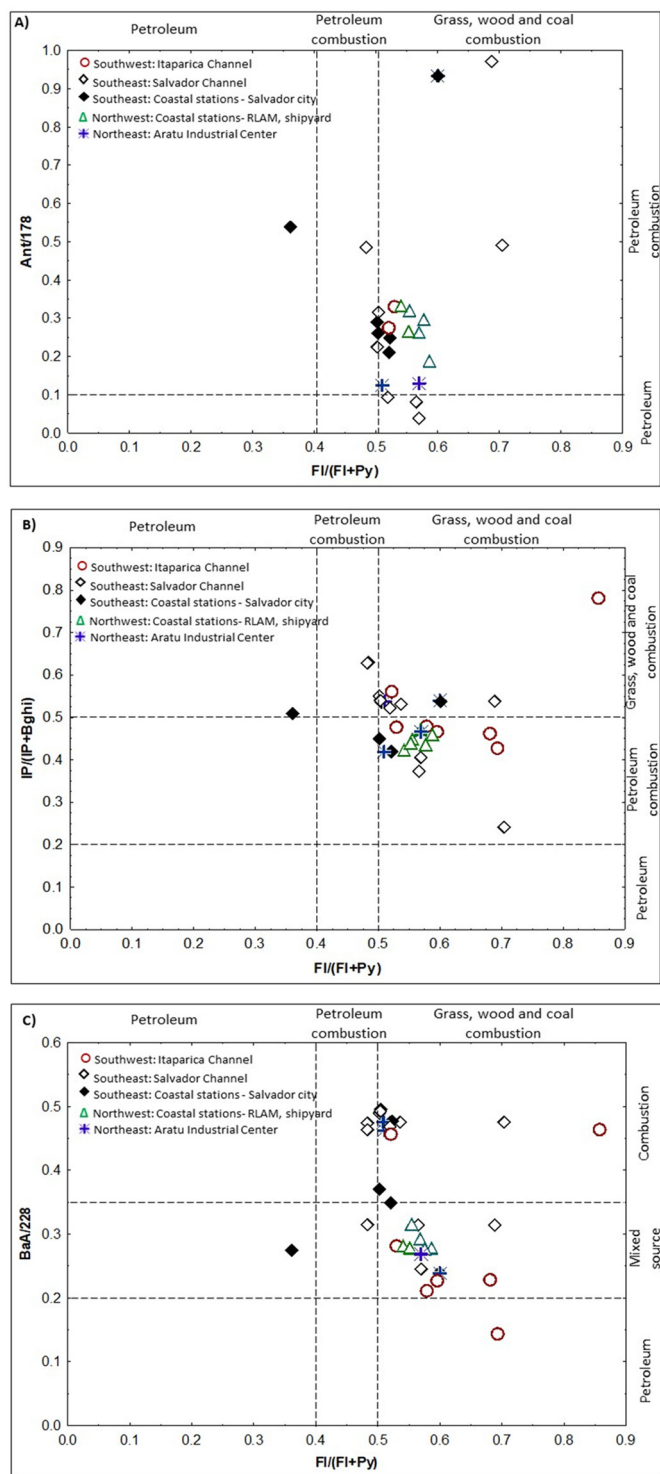 A)
Petroleum
Petroleum
combustion
Grass, wood and coal
combustion
1.0
0.9
0.8
0.7
0.6
0.5
0.4
0.3
0.2
0.1
0.0
Ant/178
Southwest: Itaparica Channel
Southeast: Salvador Channel
Southeast: Coastal stations - Salvador city
Northwest: Coastal stations- RLAM, shipyard
Northeast: Aratu Industrial Center
Petroleum
combustion
Petroleum
0.0 0.1 0.2 0.3 0.4 0.5 0.6 0.7 0.8 0.9
Fl/(Fl+Py)
B)
Petroleum
Petroleum
combustion
Grass, wood and coal
combustion
0.9
0.8
0.7
0.6
0.5
0.4
0.3
0.2
0.1
0.0
IP/(IP+Bghi)
Southwest: Itaparica Channel
Southeast: Salvador Channel
Southeast: Coastal stations - Salvador city
Northwest: Coastal stations- RLAM, shipyard
Northeast: Aratu Industrial Center
Grass, wood and coal
combustion
Petroleum
combustion
Petroleum
0.0 0.1 0.2 0.3 0.4 0.5 0.6 0.7 0.8 0.9
Fl/(Fl+Py)
C)
Petroleum
Petroleum
combustion
Grass, wood and coal
combustion
0.6
0.5
0.4
0.3
0.2
0.1
0.0
BaA/228
Southwest: Itaparica Channel
Southeast: Salvador Channel
Southeast: Coastal stations - Salvador city
Northwest: Coastal stations- RLAM, shipyard
Northeast: Aratu Industrial Center
Combustion
Mixed
source
Petroleum
0.0 0.1 0.2 0.3 0.4 0.5 0.6 0.7 0.8 0.9
Fl/(Fl+Py)